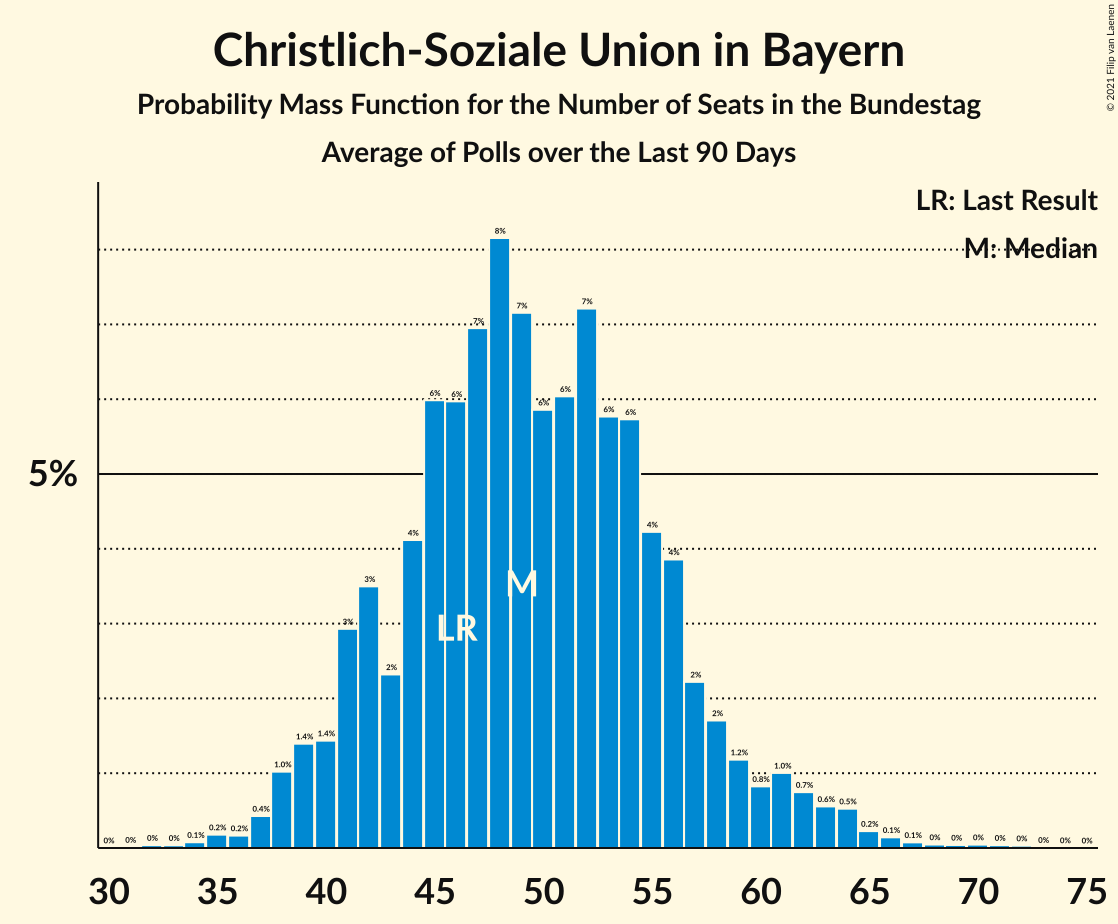 Christlich-Soziale Union in Bayern
Probability Mass Function for the Number of Seats in the Bundestag
Average of Polls over the Last 90 Days
© 2021 Filip van Laenen
LR: Last Result
M: Median
5%
0% 0% 0% 0% 0.1% 0.2% 0.2% 0.4% 1.0% 1.4% 1.4% 3% 3% 2% 4% 6% 6% 7% 8% 7% 6% 6% 7% 6% 6% 4% 4% 2% 2% 1.2% 0.8% 1.0% 0.7% 0.6% 0.5% 0.2% 0.1% 0.1% 0% 0% 0% 0% 0% 0% 0% 0%
M
LR
30 35 40 45 50 55 60 65 70 75